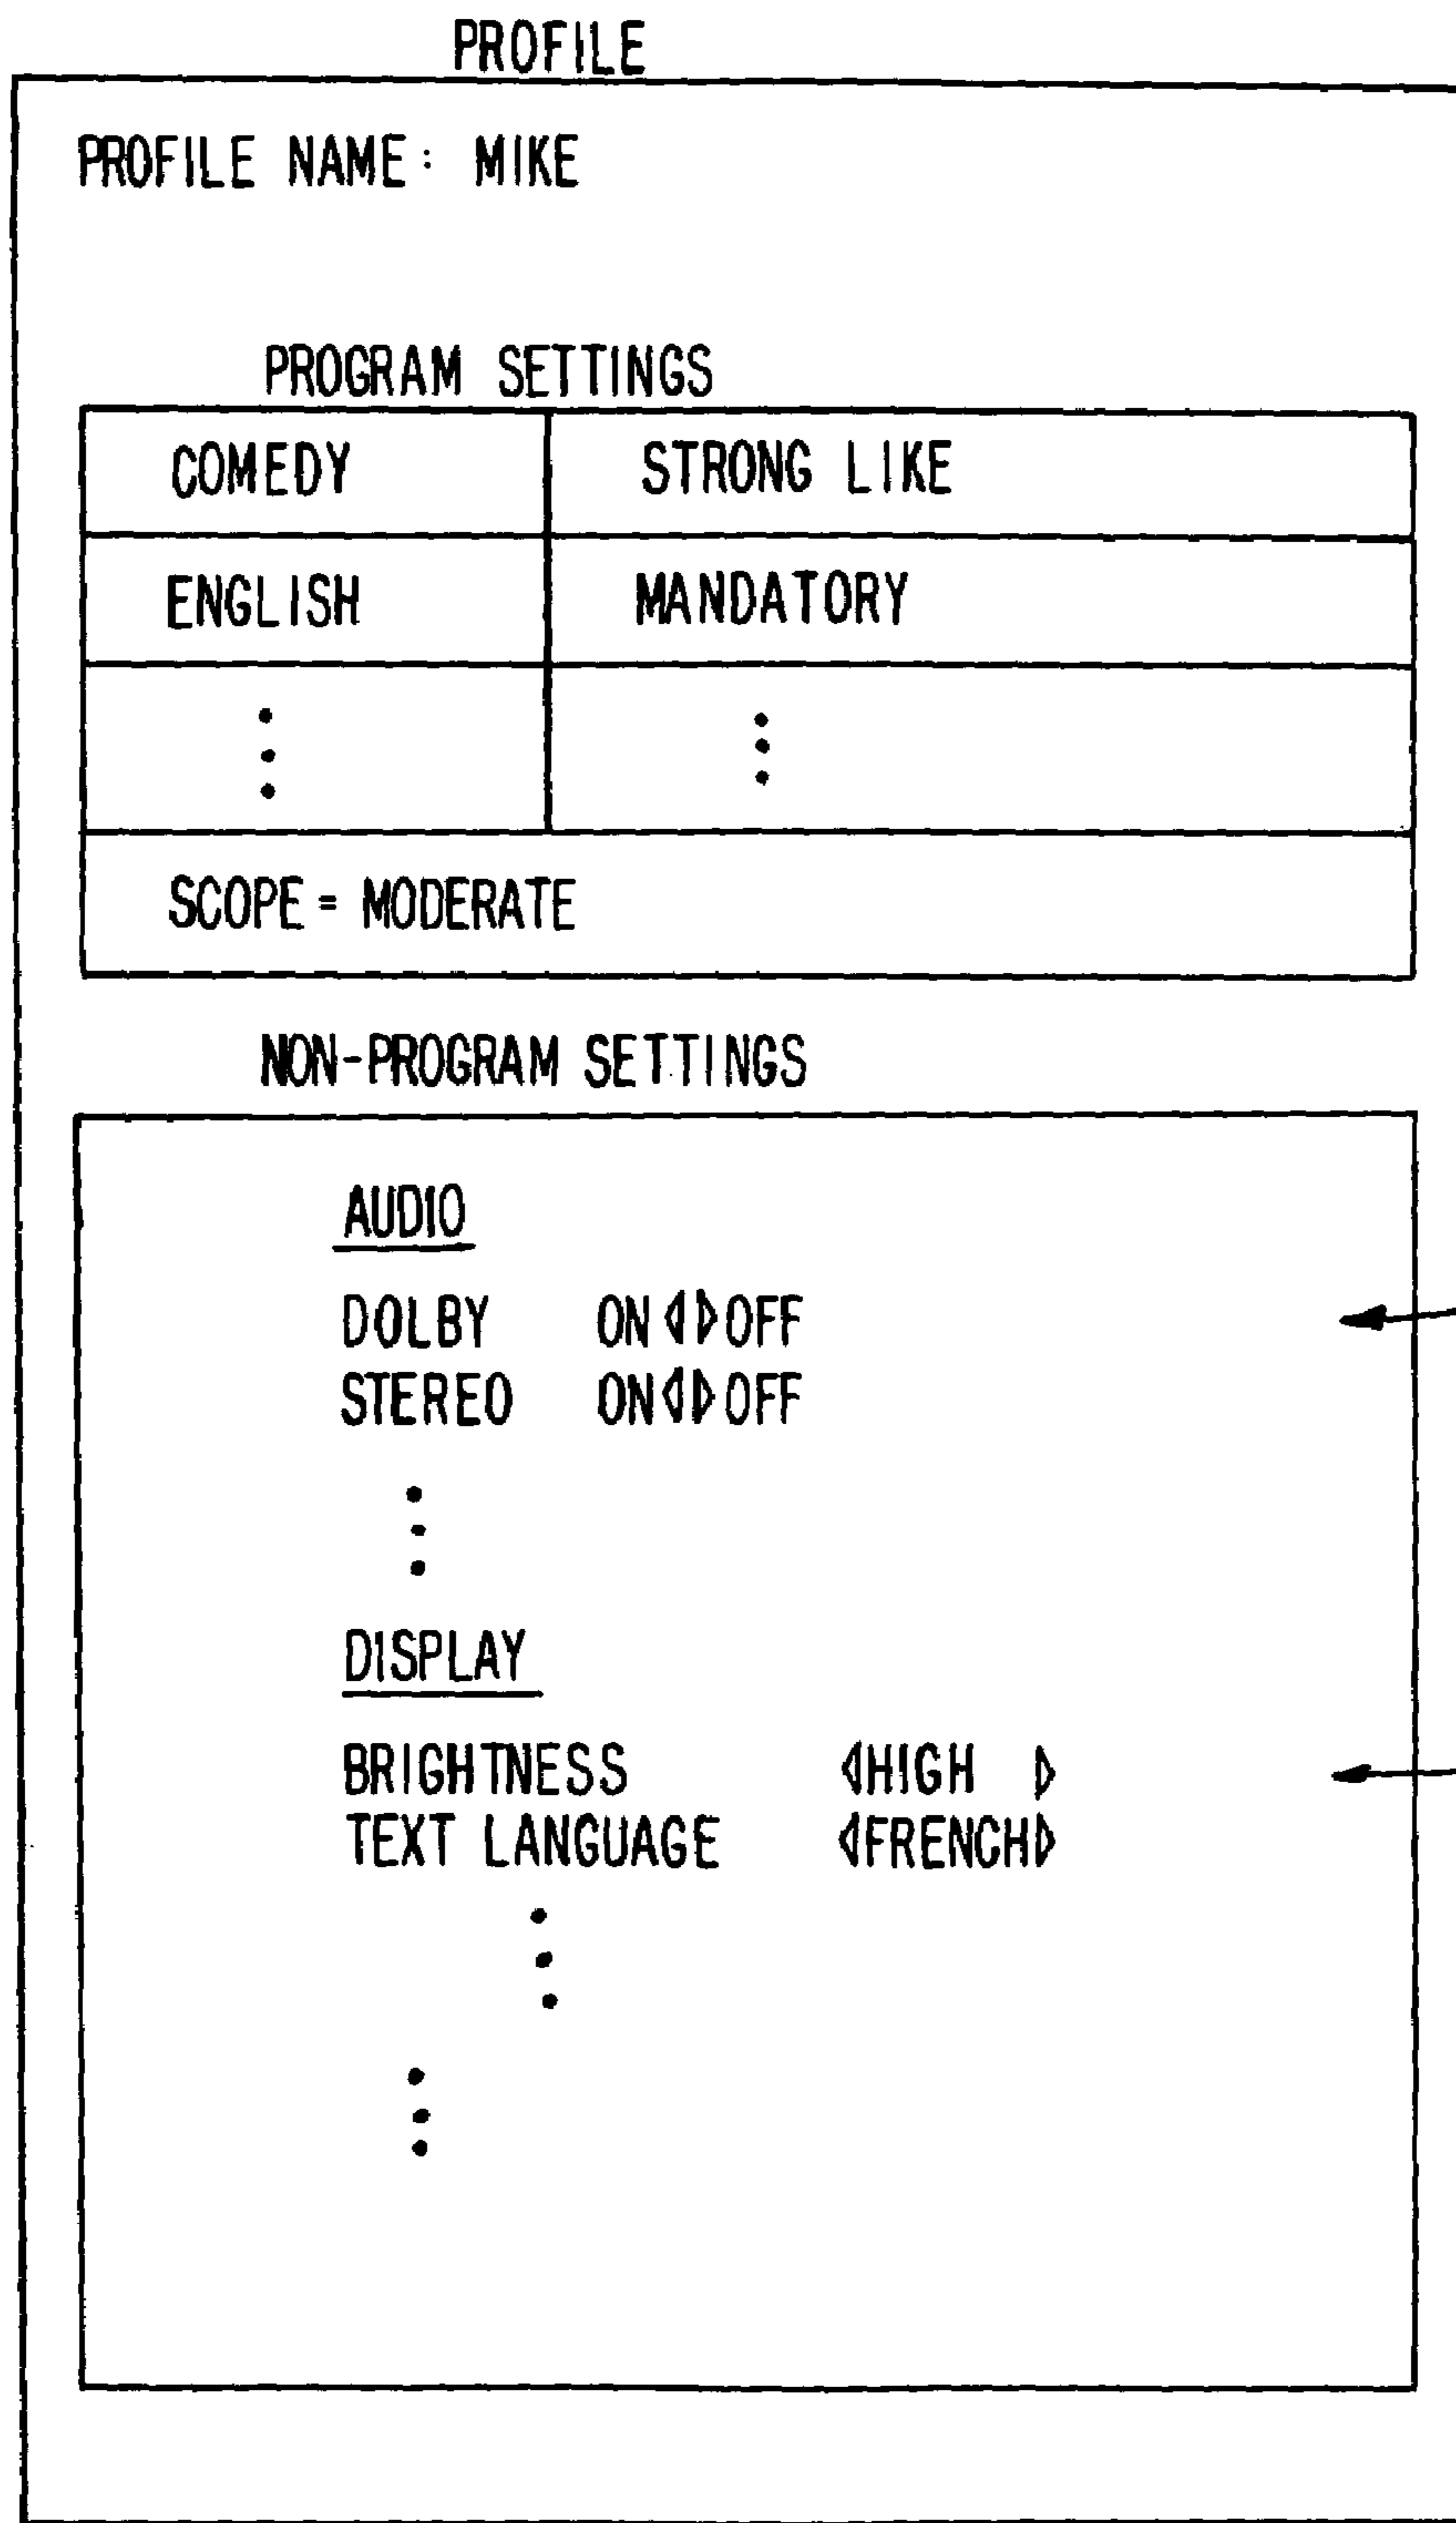 PROFILE
PROFILE NAME: MIKE
PROGRAM SETTINGS
COMEDY STRONG LIKE
ENGLISH MANDATORY
SCOPE = MODERATE
NON-PROGRAM SETTINGS
AUDIO
DOLBY ON ◁▷ OFF
STEREO ON ◁▷ OFF
DISPLAY
BRIGHTNESS ◁ HIGH ▷
TEXT LANGUAGE ◁ FRENCH ▷